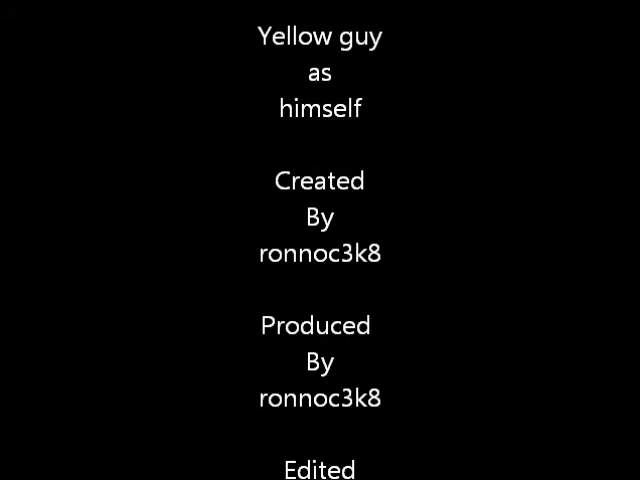 Yellow guy
as
himself
Created
By
ronnoc3k8
Produced
By
ronnoc3k8
Edited